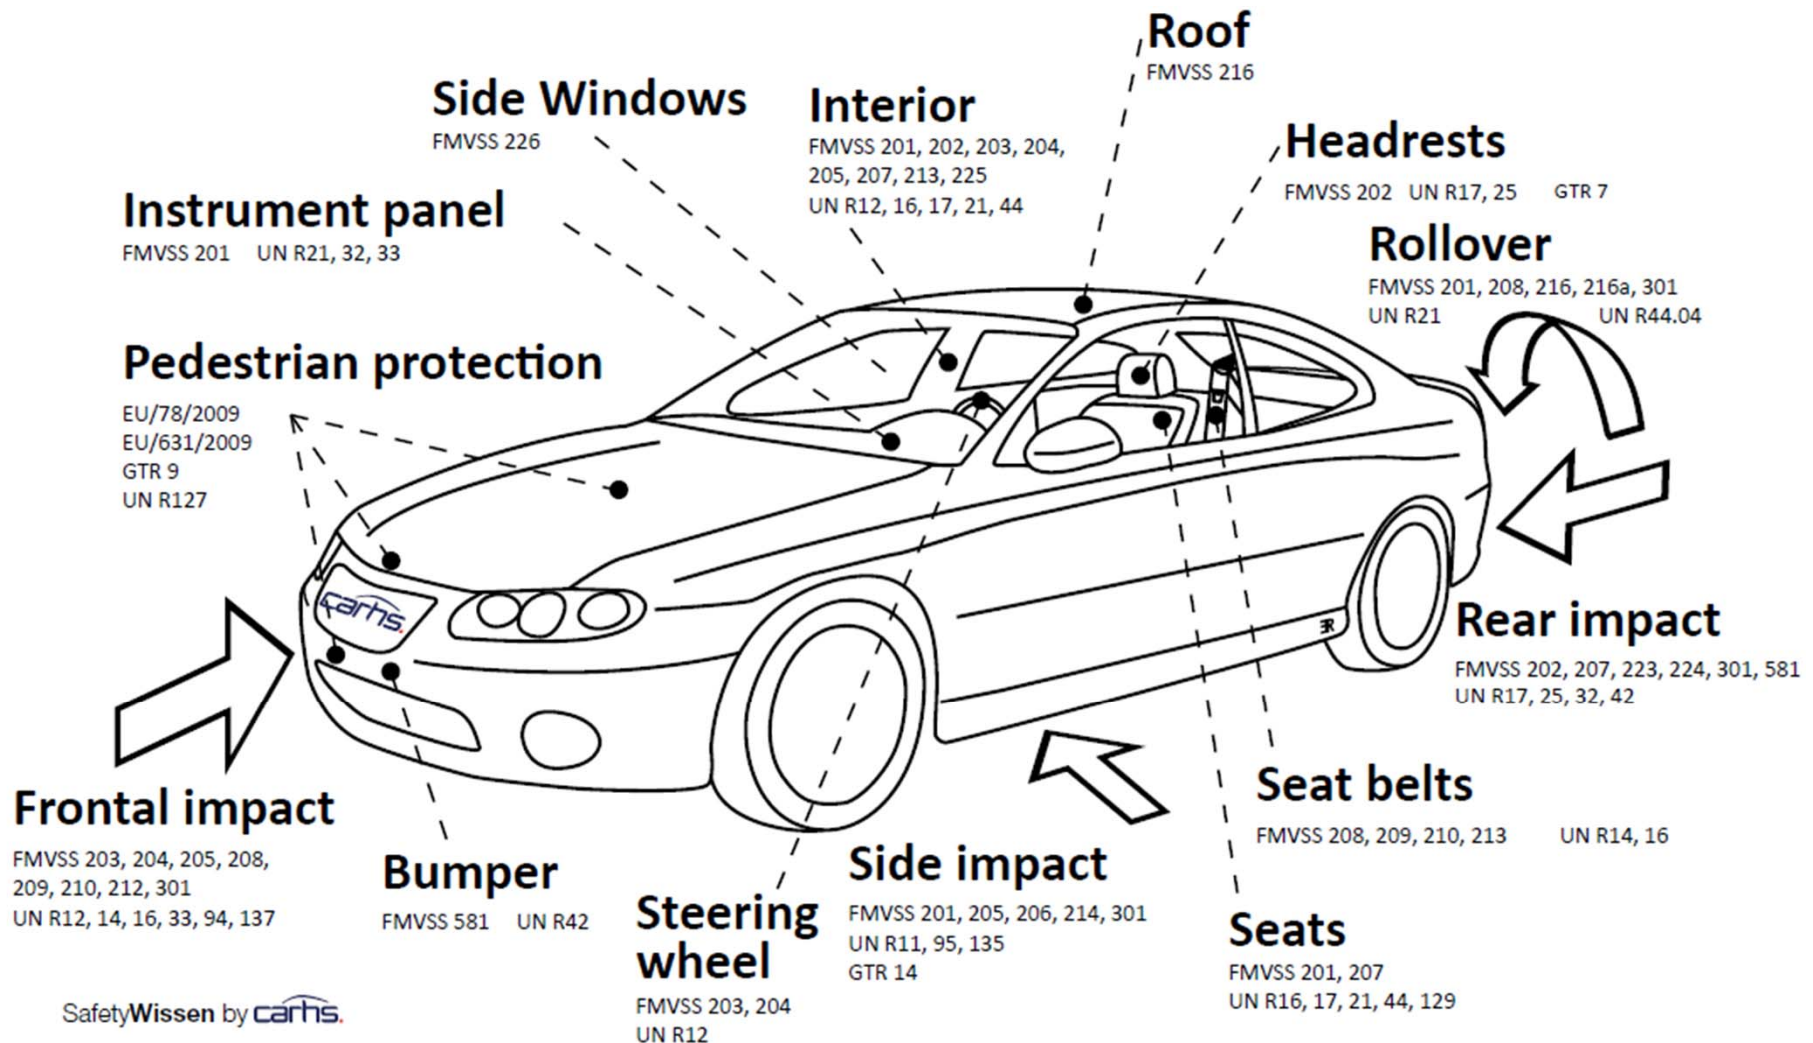 Roof
FMVSS 216
Side Windows
FMVSS 226
Interior
FMVSS 201, 202, 203, 204,
205, 207, 213, 225
UN R12, 16, 17, 21, 44
Headrests
FMVSS 202 UN R17, 25 GTR 7
Instrument panel
FMVSS 201 UN R21, 32, 33
Rollover
FMVSS 201, 208, 216, 216a, 301
UN R21 UN R44.04
Pedestrian protection
EU/78/2009
EU/631/2009
GTR 9
UN R127
carhs.
Rear impact
FMVSS 202, 207, 223, 224, 301, 581
UN R17, 25, 32, 42
Frontal impact
FMVSS 203, 204, 205, 208,
209, 210, 212, 301
UN R12, 14, 16, 33, 94, 137
Bumper
FMVSS 581 UN R42
Steering
wheel
FMVSS 203, 204
UN R12
Side impact
FMVSS 201, 205, 206, 214, 301
UN R11, 95, 135
GTR 14
Seat belts
FMVSS 208, 209, 210, 213 UN R14, 16
Seats
FMVSS 201, 207
UN R16, 17, 21, 44, 129
SafetyWissen by carhs.